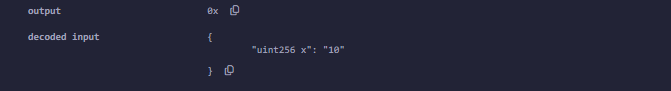 output 0x
decoded input {
"uint256 x": "10"
}